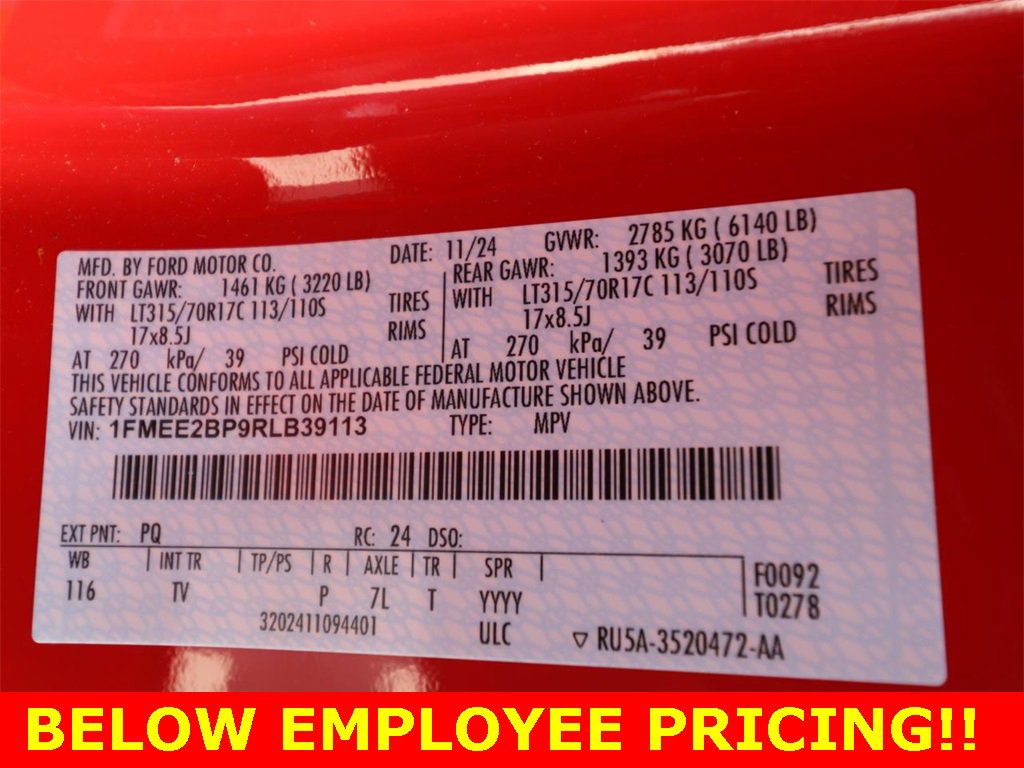 MFD. BY FORD MOTOR CO. DATE: 11/24 GVWR: 2785 KG ( 6140 LB)
FRONT GAWR: 1461 KG ( 3220 LB) REAR GAWR: 1393 KG ( 3070 LB)
WITH LT315/70R17C 113/110S TIRES WITH LT315/70R17C 113/110S TIRES
17x8.5J RIMS 17x8.5J RIMS
AT 270 kPa/ 39 PSI COLD AT 270 kPa/ 39 PSI COLD
THIS VEHICLE CONFORMS TO ALL APPLICABLE FEDERAL MOTOR VEHICLE
SAFETY STANDARDS IN EFFECT ON THE DATE OF MANUFACTURE SHOWN ABOVE.
VIN: 1FMEE2BP9RLB39113 TYPE: MPV
EXT PNT: PQ RC: 24 DSO:
WB INT TR TP/PS R AXLE TR SPR F0092
116 TV P 7L T YYYY T0278
3202411094401 ULC RU5A-3520472-AA
BELOW EMPLOYEE PRICING!!